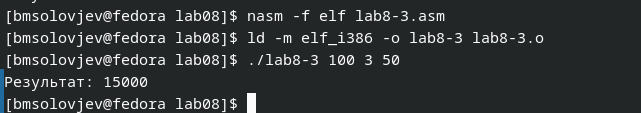 [bmsolovjev@fedora lab08]$ nasm -f elf lab8-3.asm
[bmsolovjev@fedora lab08]$ ld -m elf_i386 -o lab8-3 lab8-3.o
[bmsolovjev@fedora lab08]$ ./lab8-3 100 3 50
Результат: 15000
[bmsolovjev@fedora lab08]$